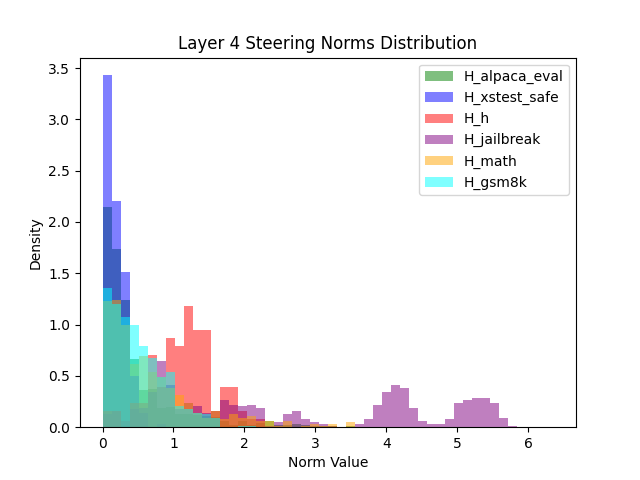 Layer 4 Steering Norms Distribution
H_alpaca_eval
H_xstest_safe
H_h
H_jailbreak
H_math
H_gsm8k
Density
3.5
3.0
2.5
2.0
1.5
1.0
0.5
0.0
0 1 2 3 4 5 6
Norm Value